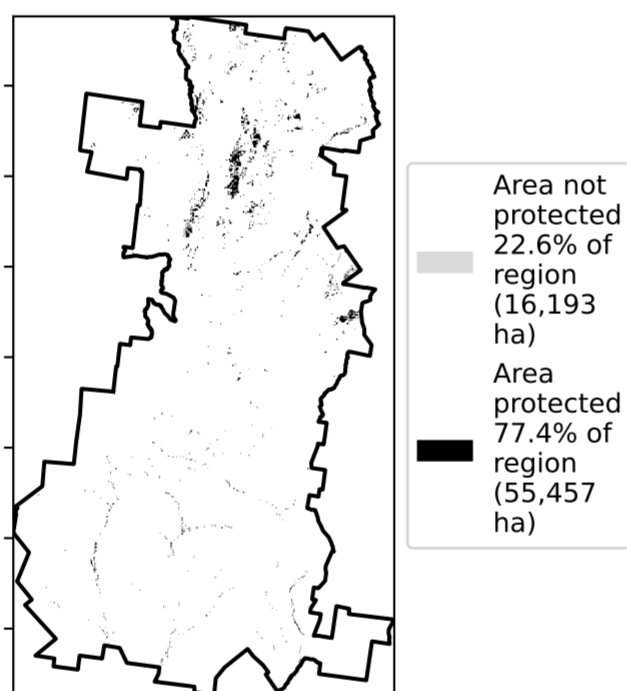 Area not
protected
22.6% of
region
(16,193
ha)
Area
protected
77.4% of
region
(55,457
ha)